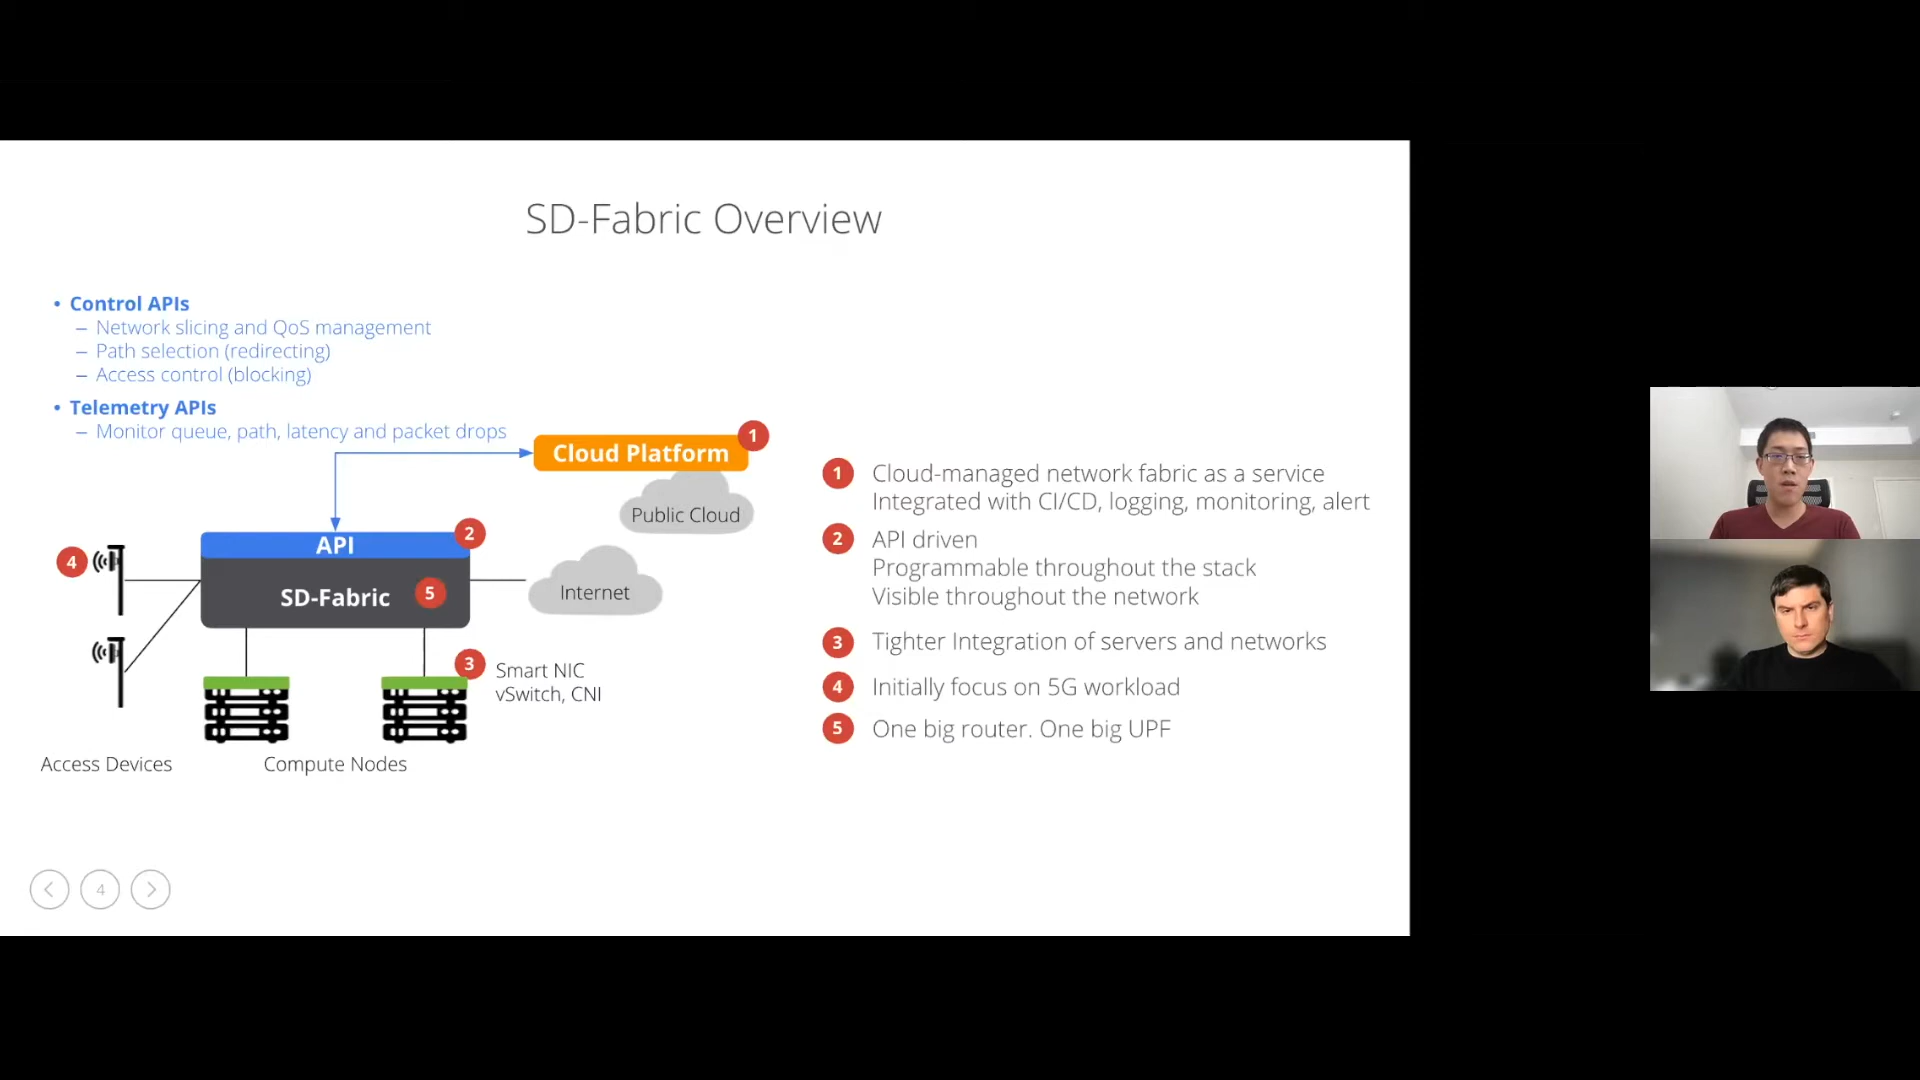 SD-Fabric Overview
• Control APIs
– Network slicing and QoS management
– Path selection (redirecting)
– Access control (blocking)
• Telemetry APIs
– Monitor queue, path, latency and packet drops
Cloud Platform
1
Public Cloud
API
2
SD-Fabric
5
4
Internet
3
Smart NIC
vSwitch, CNI
Access Devices
Compute Nodes
1 Cloud-managed network fabric as a service
Integrated with CI/CD, logging, monitoring, alert
2 API driven
Programmable throughout the stack
Visible throughout the network
3 Tighter Integration of servers and networks
4 Initially focus on 5G workload
5 One big router. One big UPF
4